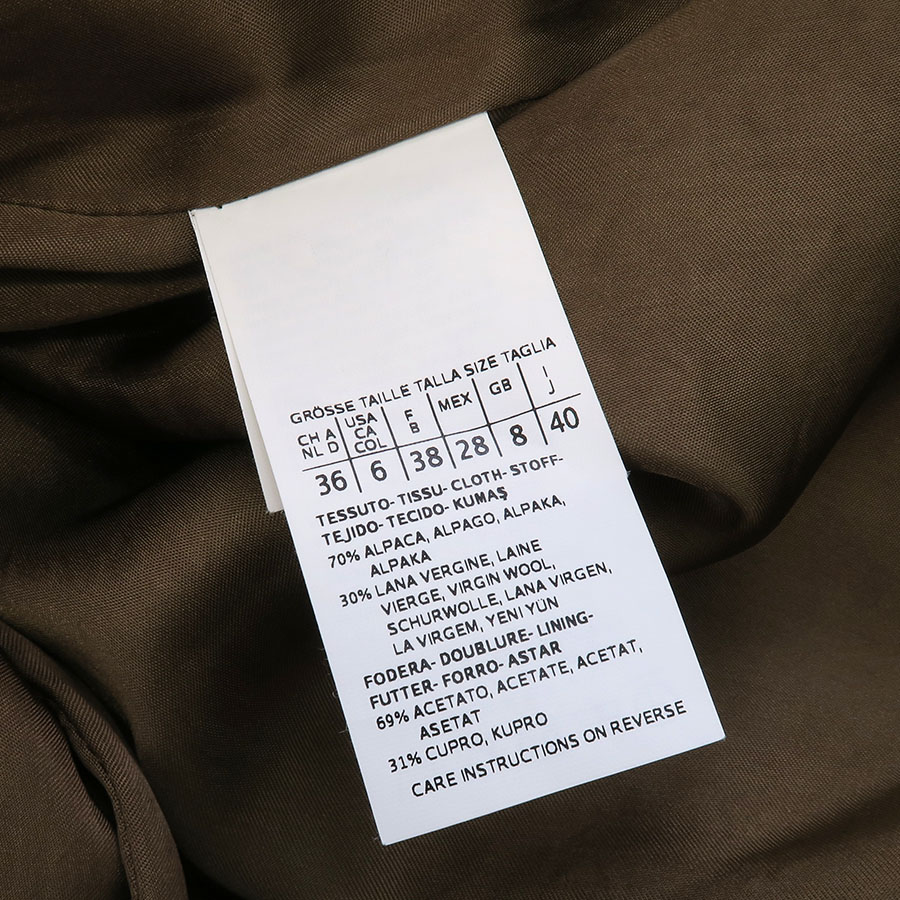 GRÖSSE TAILLE TALLA SIZE TAGLIA
CH A NL D USA CA COL F B MEX GB I J
36 6 38 28 8 40
TESSUTO- TISSU- CLOTH- STOFF-
TEJIDO- TECIDO- KUMAŞ
70% ALPACA, ALPAGO, ALPAKA,
ALPAKA
30% LANA VERGINE, LAINE
VIERGE, VIRGIN WOOL,
SCHURWOLLE, LANA VIRGEN,
LA VIRGEM, YENI YÜN
FODERA- DOUBLURE- LINING-
FUTTER- FORRO- ASTAR
69% ACETATO, ACETATE, ACETAT,
ASETAT
31% CUPRO, KUPRO
CARE INSTRUCTIONS ON REVERSE